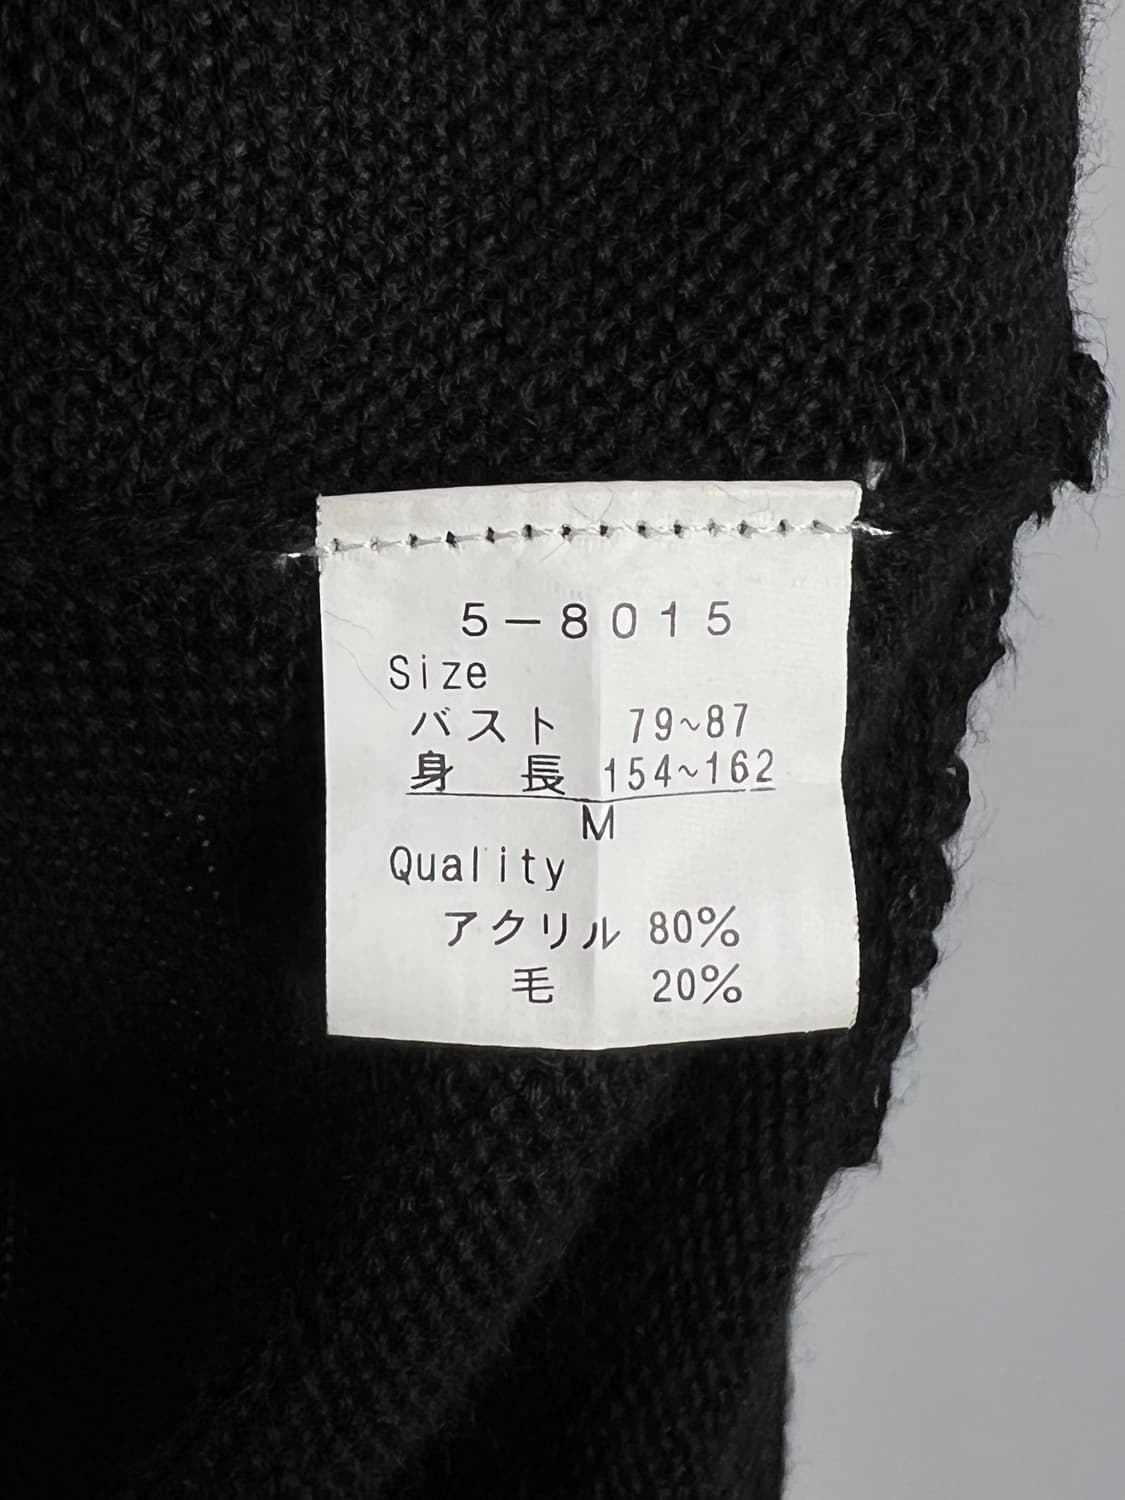 5-8015
Size
バスト 79~87
身 長 154~162
M
Quality
アクリル 80%
毛 20%